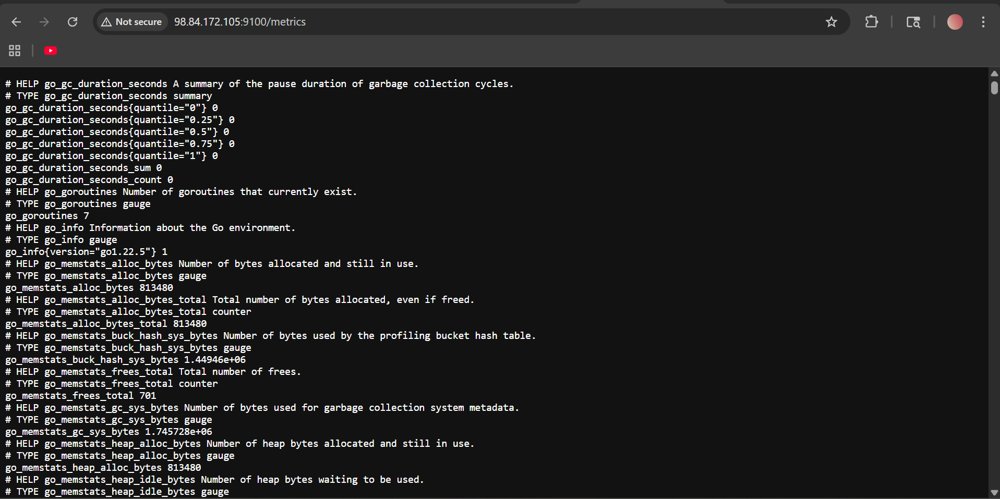 Not secure 98.84.172.105:9100/metrics
# HELP go_gc_duration_seconds A summary of the pause duration of garbage collection cycles.
# TYPE go_gc_duration_seconds summary
go_gc_duration_seconds{quantile="0"} 0
go_gc_duration_seconds{quantile="0.25"} 0
go_gc_duration_seconds{quantile="0.5"} 0
go_gc_duration_seconds{quantile="0.75"} 0
go_gc_duration_seconds{quantile="1"} 0
go_gc_duration_seconds_sum 0
go_gc_duration_seconds_count 0
# HELP go_goroutines Number of goroutines that currently exist.
# TYPE go_goroutines gauge
go_goroutines 7
# HELP go_info Information about the Go environment.
# TYPE go_info gauge
go_info{version="go1.22.5"} 1
# HELP go_memstats_alloc_bytes Number of bytes allocated and still in use.
# TYPE go_memstats_alloc_bytes gauge
go_memstats_alloc_bytes 813480
# HELP go_memstats_alloc_bytes_total Total number of bytes allocated, even if freed.
# TYPE go_memstats_alloc_bytes_total counter
go_memstats_alloc_bytes_total 813480
# HELP go_memstats_buck_hash_sys_bytes Number of bytes used by the profiling bucket hash table.
# TYPE go_memstats_buck_hash_sys_bytes gauge
go_memstats_buck_hash_sys_bytes 1.44946e+06
# HELP go_memstats_frees_total Total number of frees.
# TYPE go_memstats_frees_total counter
go_memstats_frees_total 701
# HELP go_memstats_gc_sys_bytes Number of bytes used for garbage collection system metadata.
# TYPE go_memstats_gc_sys_bytes gauge
go_memstats_gc_sys_bytes 1.745728e+06
# HELP go_memstats_heap_alloc_bytes Number of heap bytes allocated and still in use.
# TYPE go_memstats_heap_alloc_bytes gauge
go_memstats_heap_alloc_bytes 813480
# HELP go_memstats_heap_idle_bytes Number of heap bytes waiting to be used.
# TYPE go_memstats_heap_idle_bytes gauge